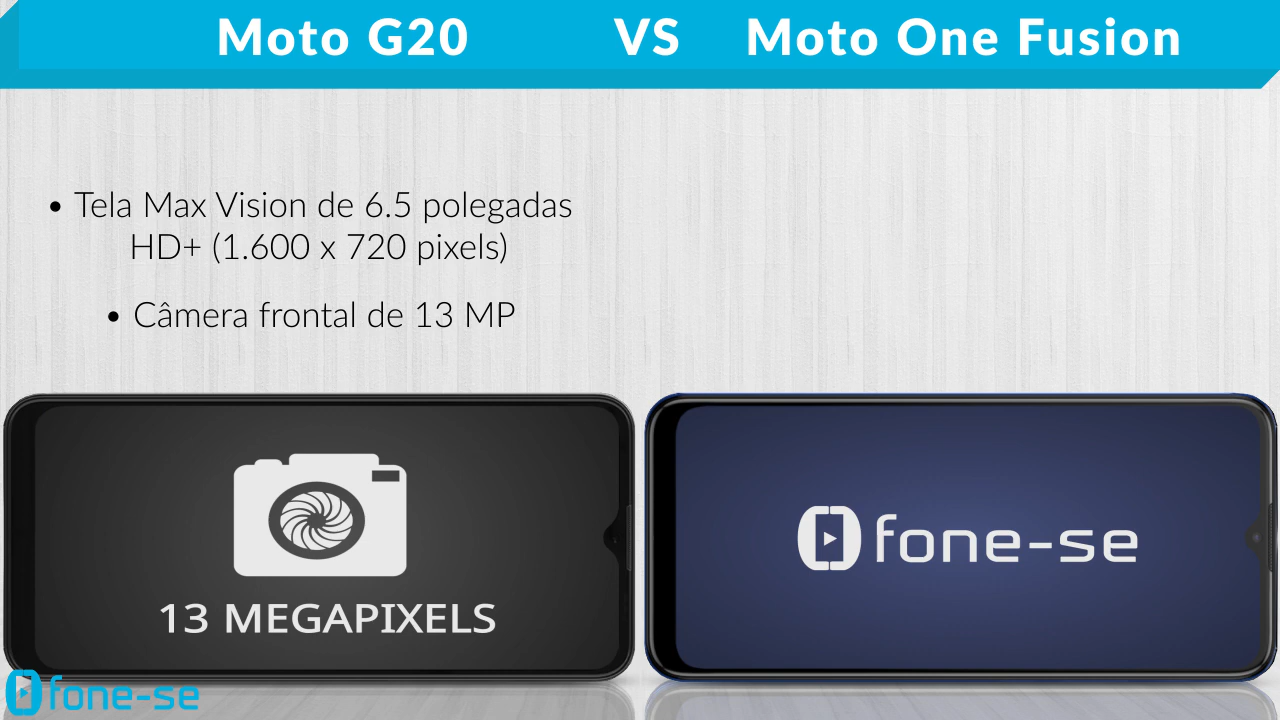 Moto G20 VS Moto One Fusion
• Tela Max Vision de 6.5 polegadas
HD+ (1.600 x 720 pixels)
• Câmera frontal de 13 MP
13 MEGAPIXELS
fone-se
fone-se